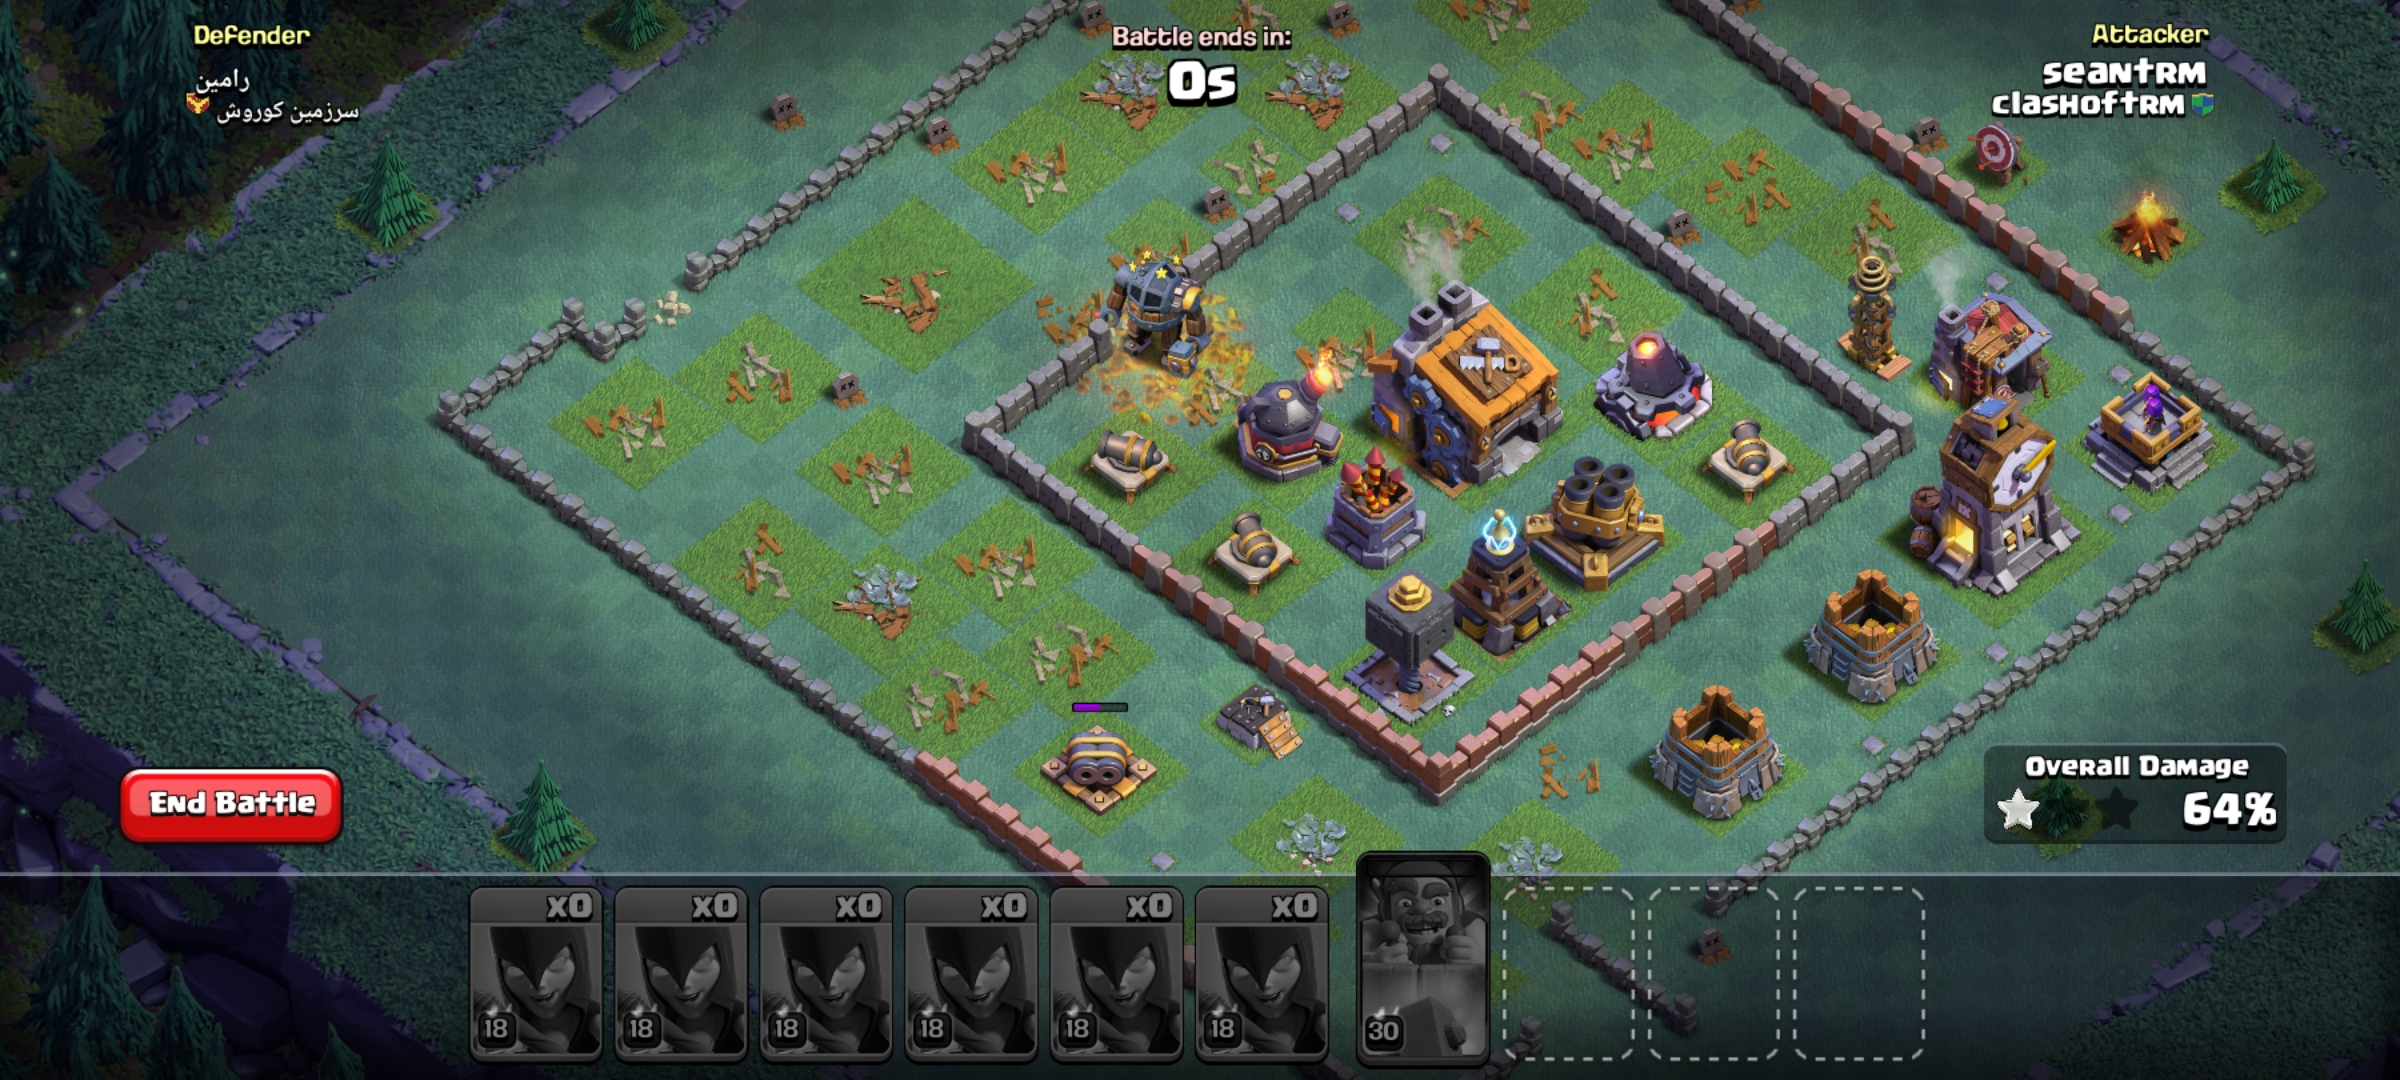 Defender
رامین
سرزمین کوروش
Battle ends in:
0s
Attacker
seantRM
clashoftRM
End Battle
Overall Damage
64%
x0
x0
x0
x0
x0
x0
18
18
18
18
18
18
30